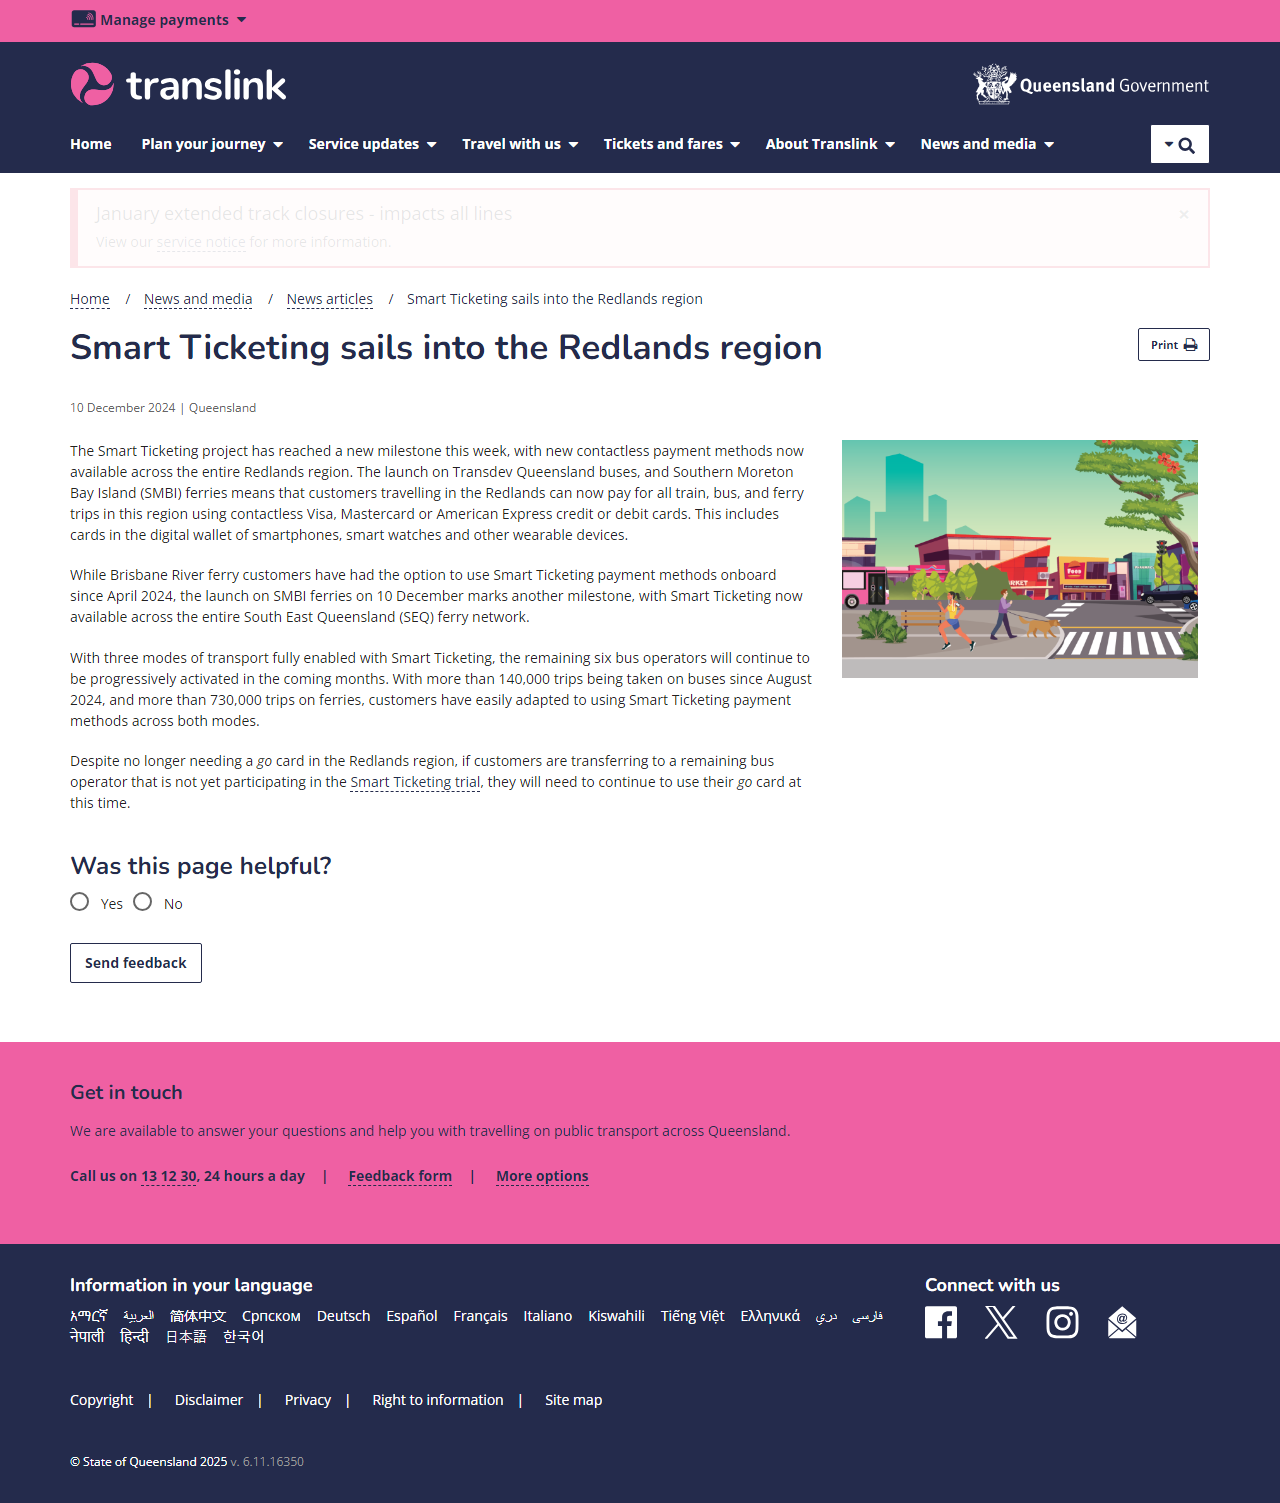 Manage payments
translink
Queensland Government
Home
Plan your journey
Service updates
Travel with us
Tickets and fares
About Translink
News and media
January extended track closures - impacts all lines
×
View our service notice for more information.
Home / News and media / News articles / Smart Ticketing sails into the Redlands region
Smart Ticketing sails into the Redlands region
Print
10 December 2024 | Queensland
The Smart Ticketing project has reached a new milestone this week, with new contactless payment methods now
available across the entire Redlands region. The launch on Transdev Queensland buses, and Southern Moreton
Bay Island (SMBI) ferries means that customers travelling in the Redlands can now pay for all train, bus, and ferry
trips in this region using contactless Visa, Mastercard or American Express credit or debit cards. This includes
cards in the digital wallet of smartphones, smart watches and other wearable devices.
While Brisbane River ferry customers have had the option to use Smart Ticketing payment methods onboard
since April 2024, the launch on SMBI ferries on 10 December marks another milestone, with Smart Ticketing now
available across the entire South East Queensland (SEQ) ferry network.
With three modes of transport fully enabled with Smart Ticketing, the remaining six bus operators will continue to
be progressively activated in the coming months. With more than 140,000 trips being taken on buses since August
2024, and more than 730,000 trips on ferries, customers have easily adapted to using Smart Ticketing payment
methods across both modes.
Despite no longer needing a go card in the Redlands region, if customers are transferring to a remaining bus
operator that is not yet participating in the Smart Ticketing trial, they will need to continue to use their go card at
this time.
Was this page helpful?
Yes No
Send feedback
Get in touch
We are available to answer your questions and help you with travelling on public transport across Queensland.
Call us on 13 12 30, 24 hours a day | Feedback form | More options
Information in your language
አማርኛ العربية 简体中文 Српском Deutsch Español Français Italiano Kiswahili Tiếng Việt Ελληνικά دري فارسی
नेपाली हिन्दी 日本語 한국어
Connect with us
Copyright | Disclaimer | Privacy | Right to information | Site map
© State of Queensland 2025 v. 6.11.16350